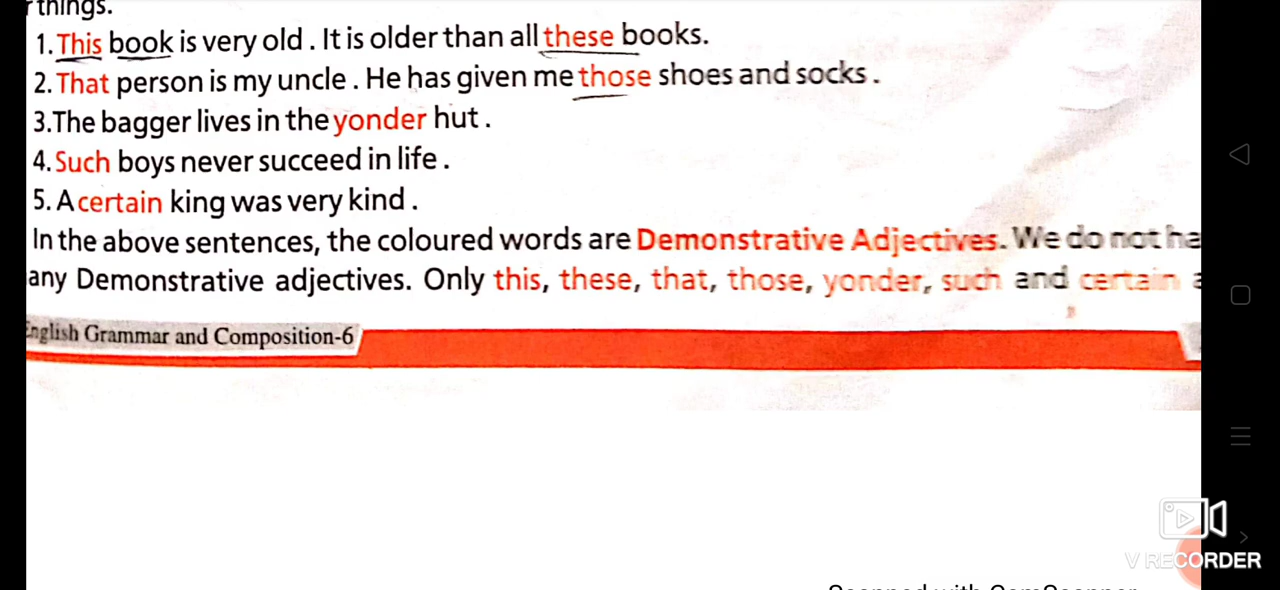 things.
1. This book is very old . It is older than all these books.
2. That person is my uncle . He has given me those shoes and socks .
3.The bagger lives in the yonder hut .
4. Such boys never succeed in life .
5. A certain king was very kind .
In the above sentences, the coloured words are Demonstrative Adjectives. We do not ha
any Demonstrative adjectives. Only this, these, that, those, yonder, such and certain a
English Grammar and Composition-6
V RECORDER